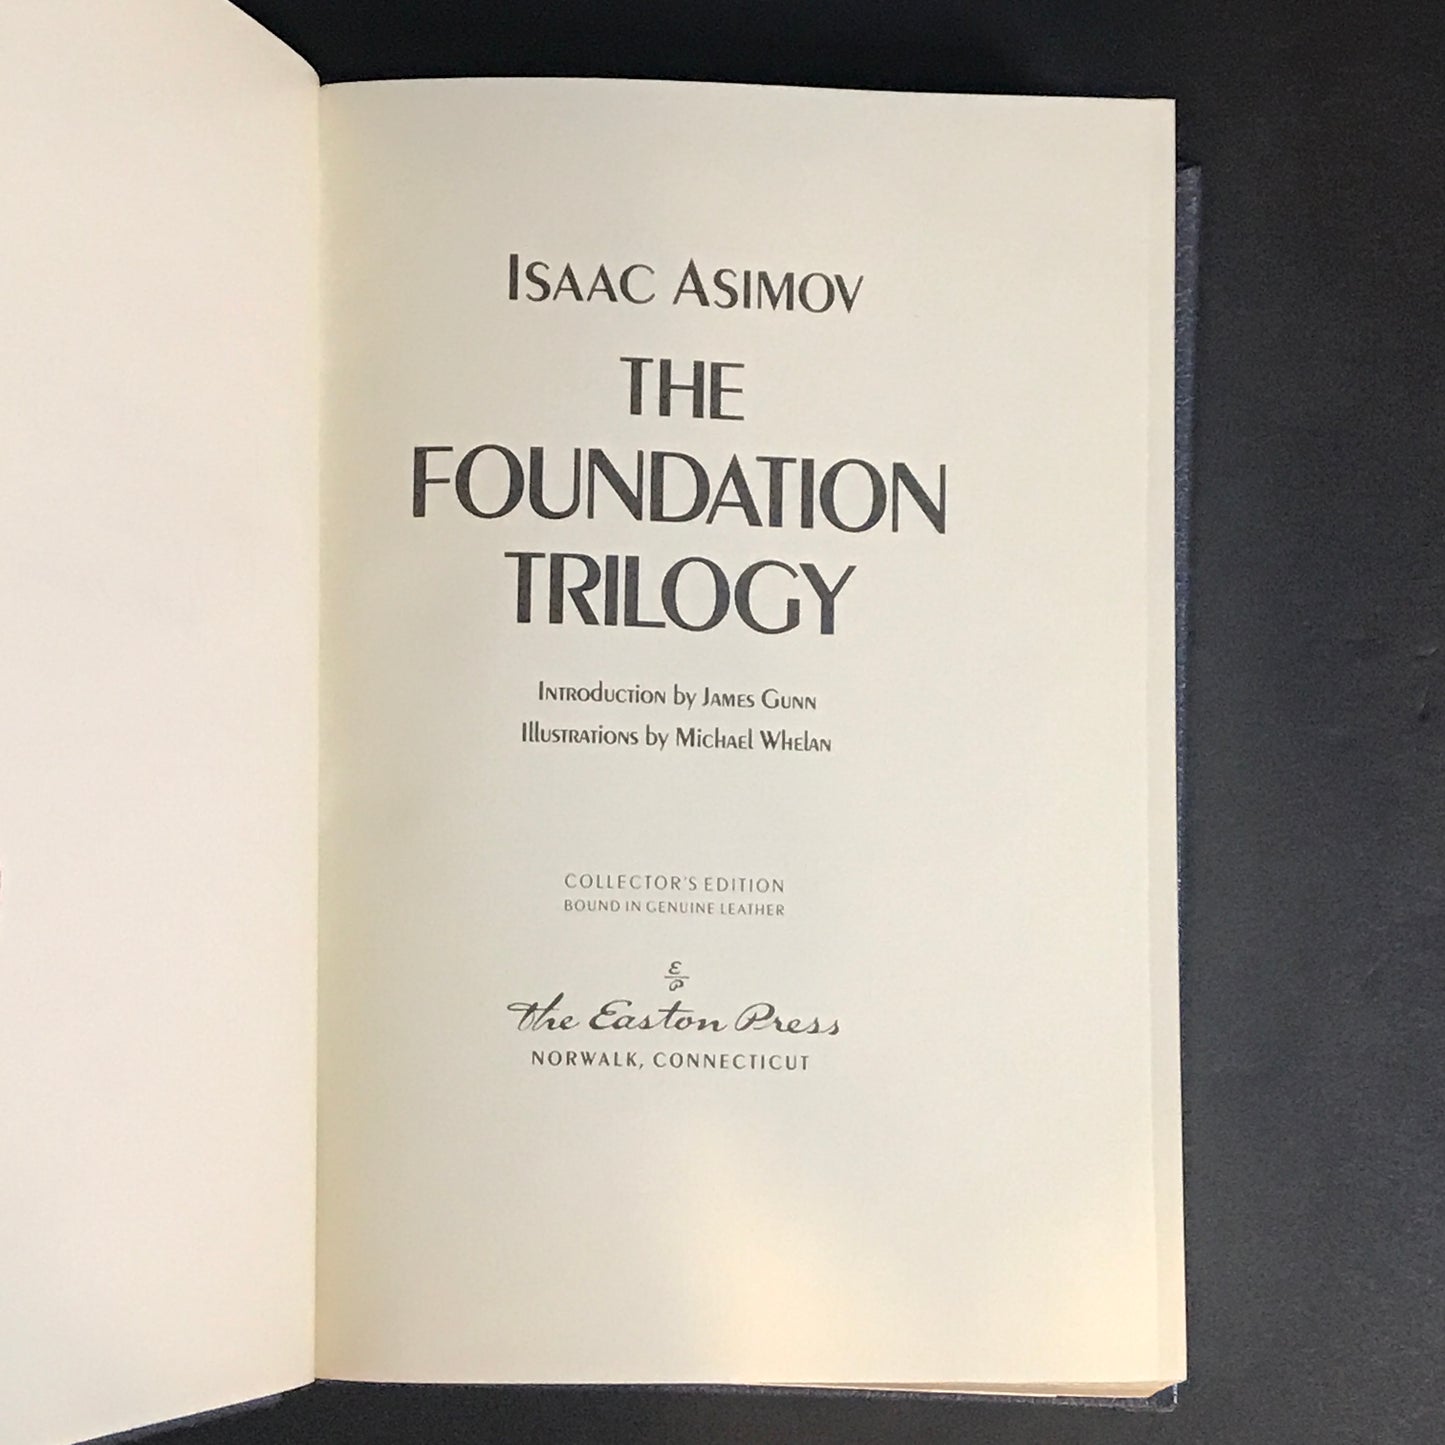 ISAAC ASIMOV
THE
FOUNDATION
TRILOGY
INTRODUCTION by JAMES GUNN
IllUSTRATIONS by MICHAEL WHELAN
COLLECTOR'S EDITION
BOUND IN GENUINE LEATHER
E
P
The Easton Press
NORWALK, CONNECTICUT